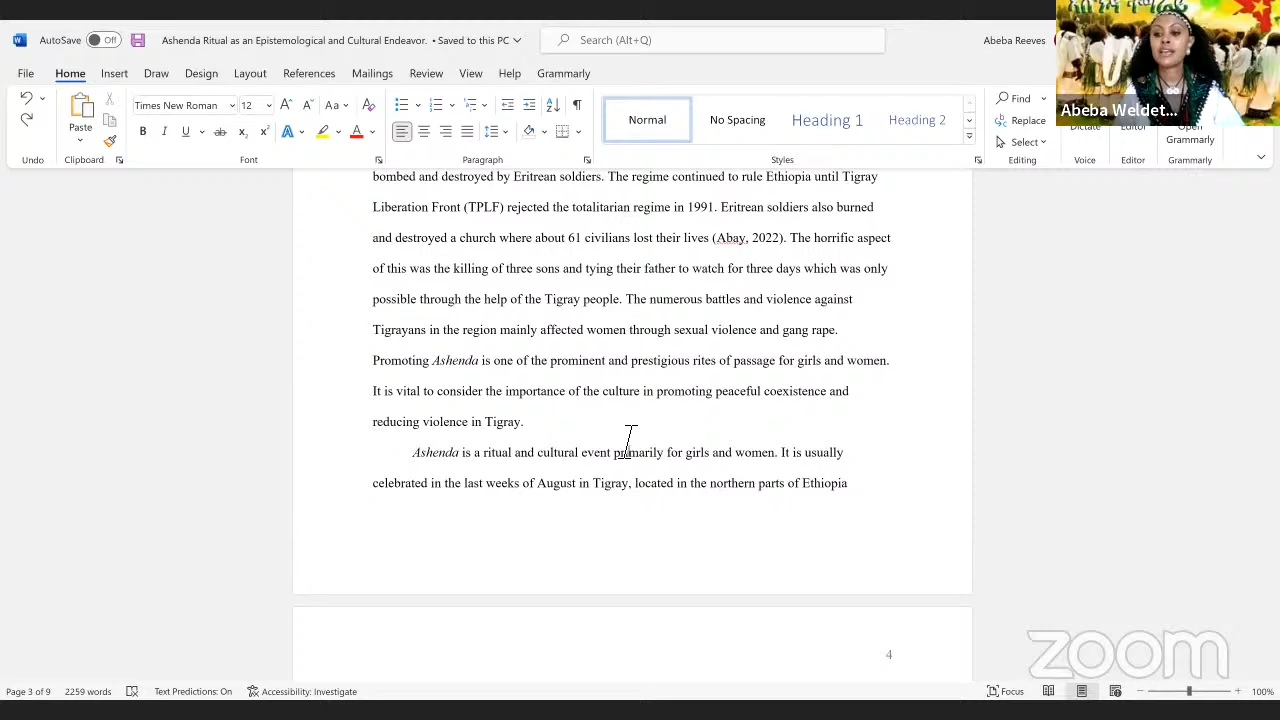 AutoSave Off Ashenda Ritual as an Epistemological and Cultural Endeavor. • Saved to this PC Search (Alt+Q) Abeba Reeves
Abeba Weldet...
File Home Insert Draw Design Layout References Mailings Review View Help Grammarly
Times New Roman 12 Aa
Paste
Normal No Spacing Heading 1 Heading 2
Find
Replace
Select
Dictate Editor Open
Grammarly
Undo Clipboard Font Paragraph Styles Editing Voice Editor Grammarly
bombed and destroyed by Eritrean soldiers. The regime continued to rule Ethiopia until Tigray
Liberation Front (TPLF) rejected the totalitarian regime in 1991. Eritrean soldiers also burned
and destroyed a church where about 61 civilians lost their lives (Abay, 2022). The horrific aspect
of this was the killing of three sons and tying their father to watch for three days which was only
possible through the help of the Tigray people. The numerous battles and violence against
Tigrayans in the region mainly affected women through sexual violence and gang rape.
Promoting Ashenda is one of the prominent and prestigious rites of passage for girls and women.
It is vital to consider the importance of the culture in promoting peaceful coexistence and
reducing violence in Tigray.
Ashenda is a ritual and cultural event primarily for girls and women. It is usually
celebrated in the last weeks of August in Tigray, located in the northern parts of Ethiopia
4
zoom
Page 3 of 9 2259 words Text Predictions: On Accessibility: Investigate Focus 100%